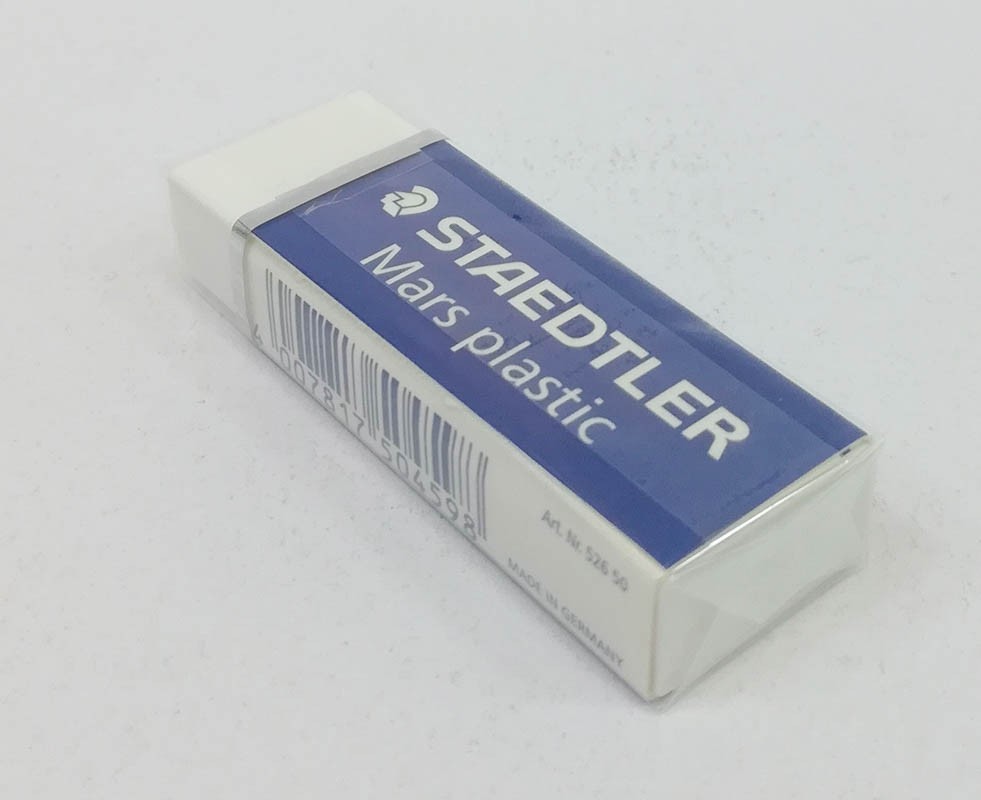 STAEDTLER
Mars plastic
4 007817 504598
Art. Nr. 526 50
MADE IN GERMANY